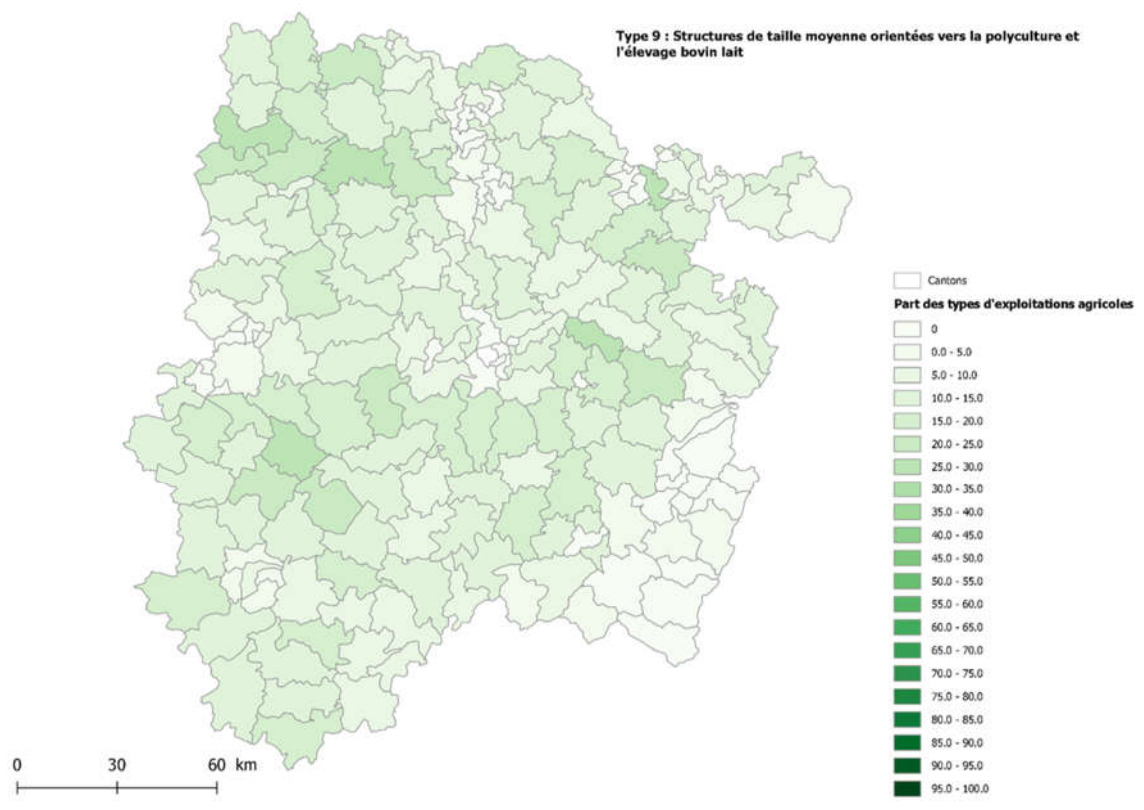 Type 9 : Structures de taille moyenne orientées vers la polyculture et
l'élevage bovin lait
Cantons
Part des types d'exploitations agricoles
0
0.0 - 5.0
5.0 - 10.0
10.0 - 15.0
15.0 - 20.0
20.0 - 25.0
25.0 - 30.0
30.0 - 35.0
35.0 - 40.0
40.0 - 45.0
45.0 - 50.0
50.0 - 55.0
55.0 - 60.0
60.0 - 65.0
65.0 - 70.0
70.0 - 75.0
75.0 - 80.0
80.0 - 85.0
85.0 - 90.0
90.0 - 95.0
95.0 - 100.0
0 30 60 km